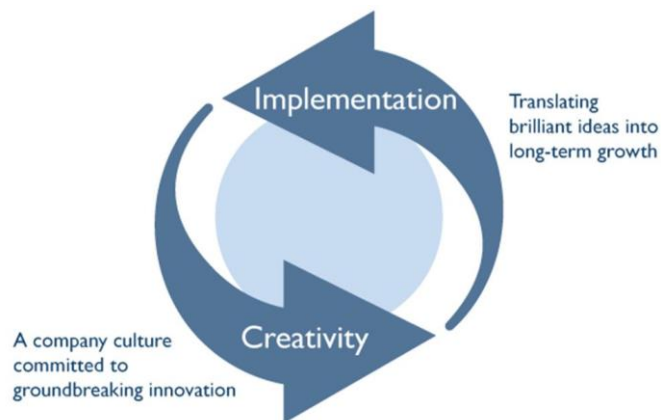 Implementation
Translating
brilliant ideas into
long-term growth
Creativity
A company culture
committed to
groundbreaking innovation